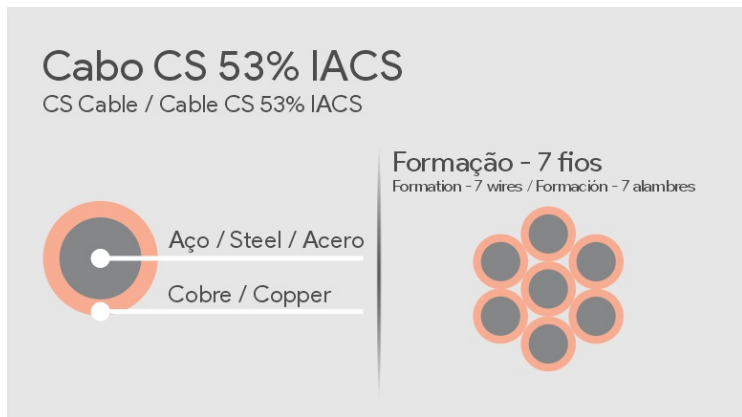 Cabo CS 53% IACS
CS Cable / Cable CS 53% IACS
Aço / Steel / Acero
Cobre / Copper
Formação - 7 fios
Formation - 7 wires / Formación - 7 alambres